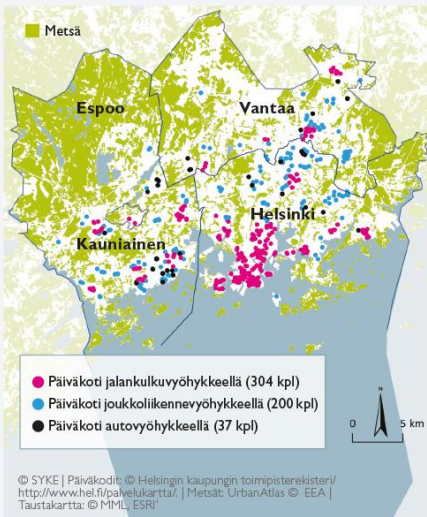 Metsä
Espoo
Vantaa
Helsinki
Kauniainen
Päiväkoti jalankulkuvyöhykkeellä (304 kpl)
Päiväkoti joukkoliikennevyöhykkeellä (200 kpl)
Päiväkoti autovyöhykkeellä (37 kpl)
N
0 5 km
© SYKE | Päiväkodit: © Helsingin kaupungin toimipisterekisteri/
http://www.hel.fi/palvelukartta/. | Metsät: UrbanAtlas © EEA |
Taustakartta: © MML, ESRI